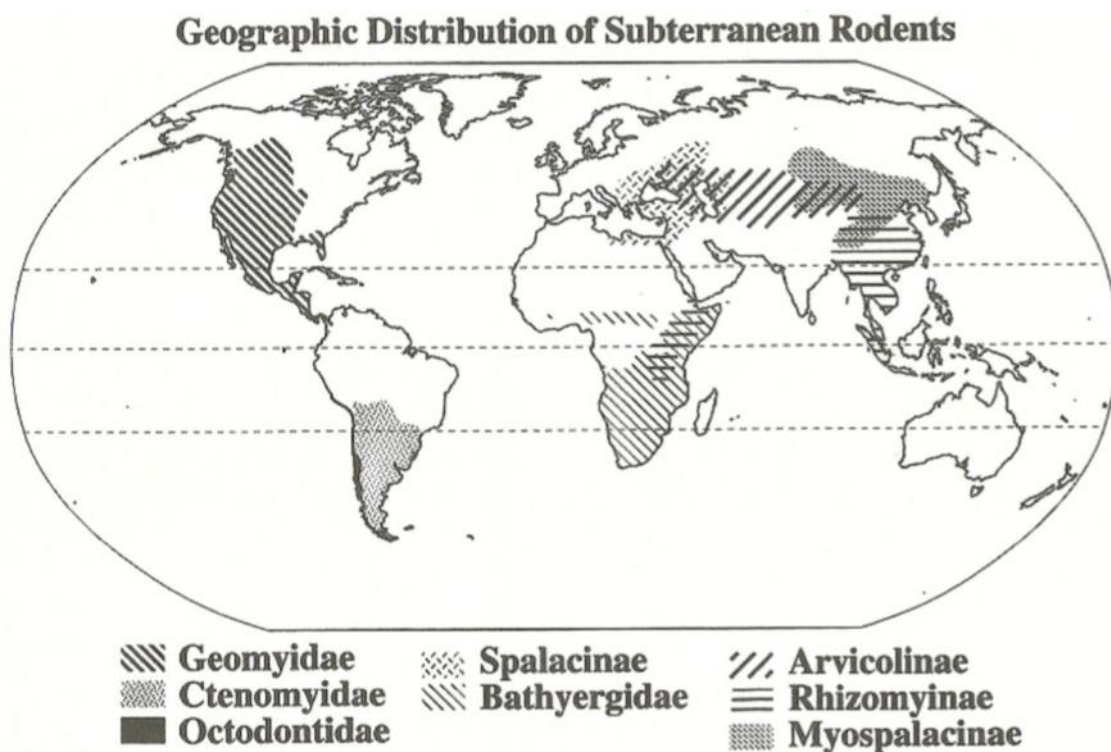 Geographic Distribution of Subterranean Rodents
Geomyidae
Ctenomyidae
Octodontidae
Spalacinae
Bathyergidae
Arvicolinae
Rhizomyinae
Myospalacinae